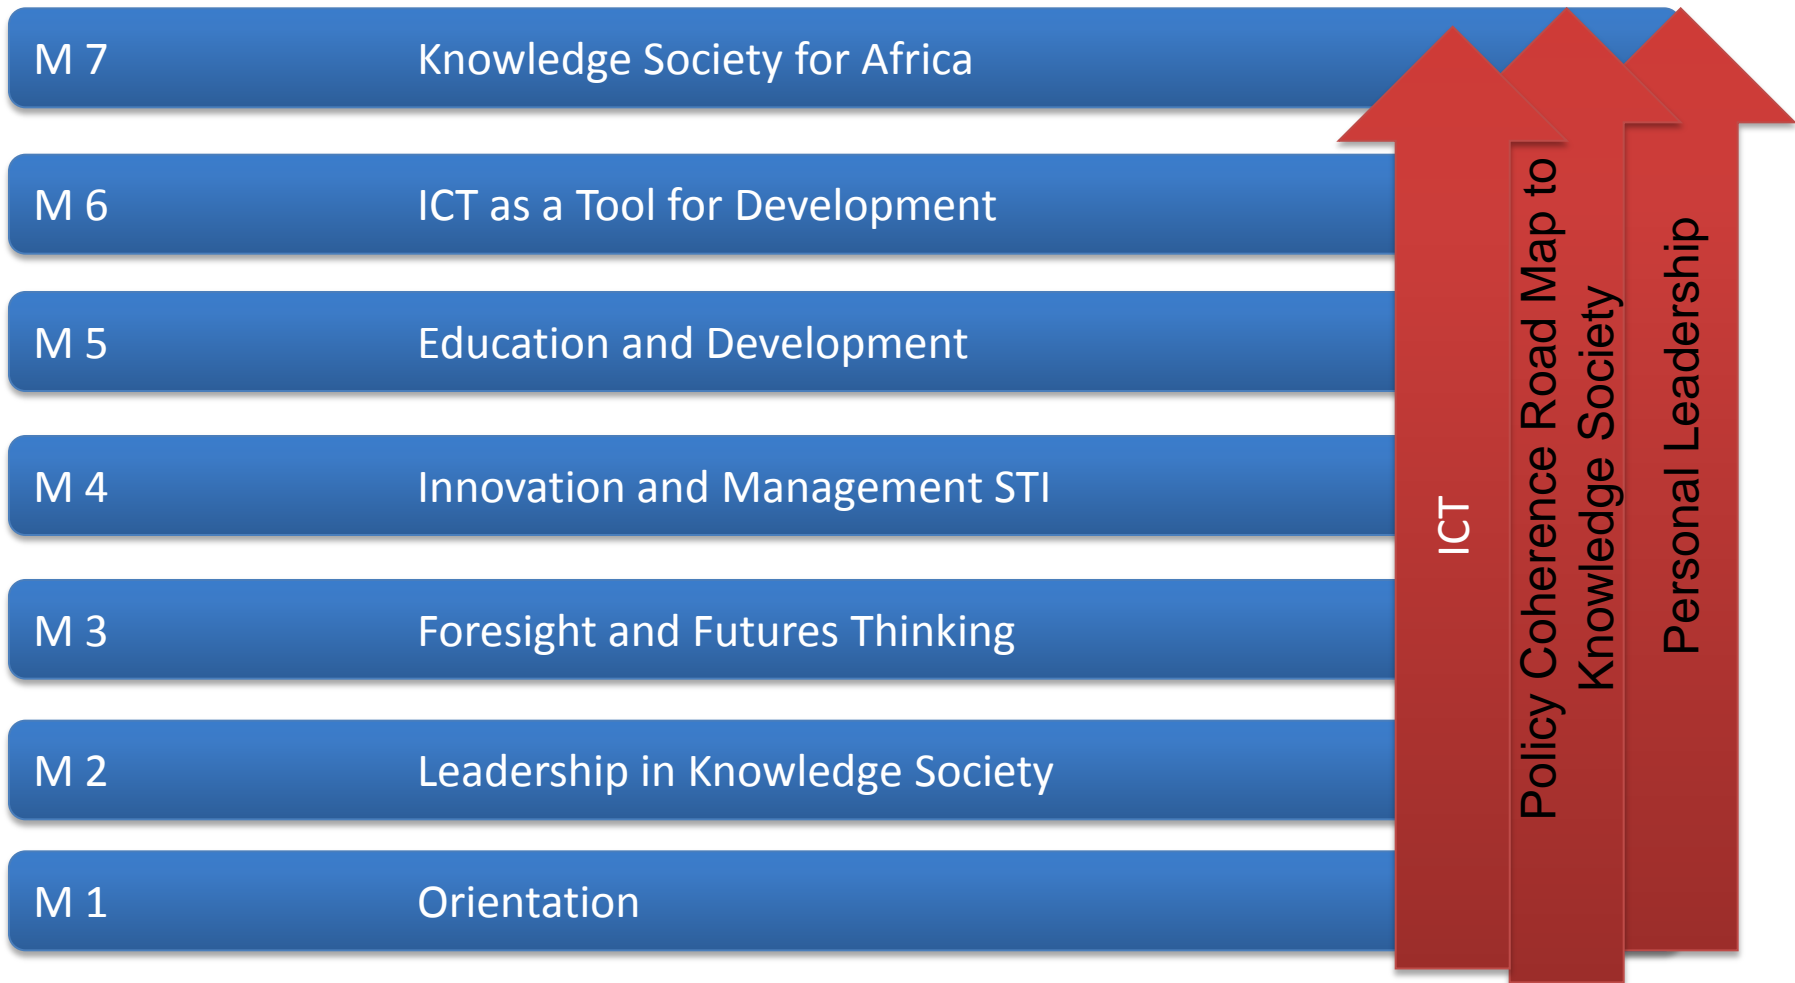 M 7 Knowledge Society for Africa
M 6 ICT as a Tool for Development
M 5 Education and Development
M 4 Innovation and Management STI
M 3 Foresight and Futures Thinking
M 2 Leadership in Knowledge Society
M 1 Orientation
ICT
Policy Coherence Road Map to
Knowledge Society
Personal Leadership